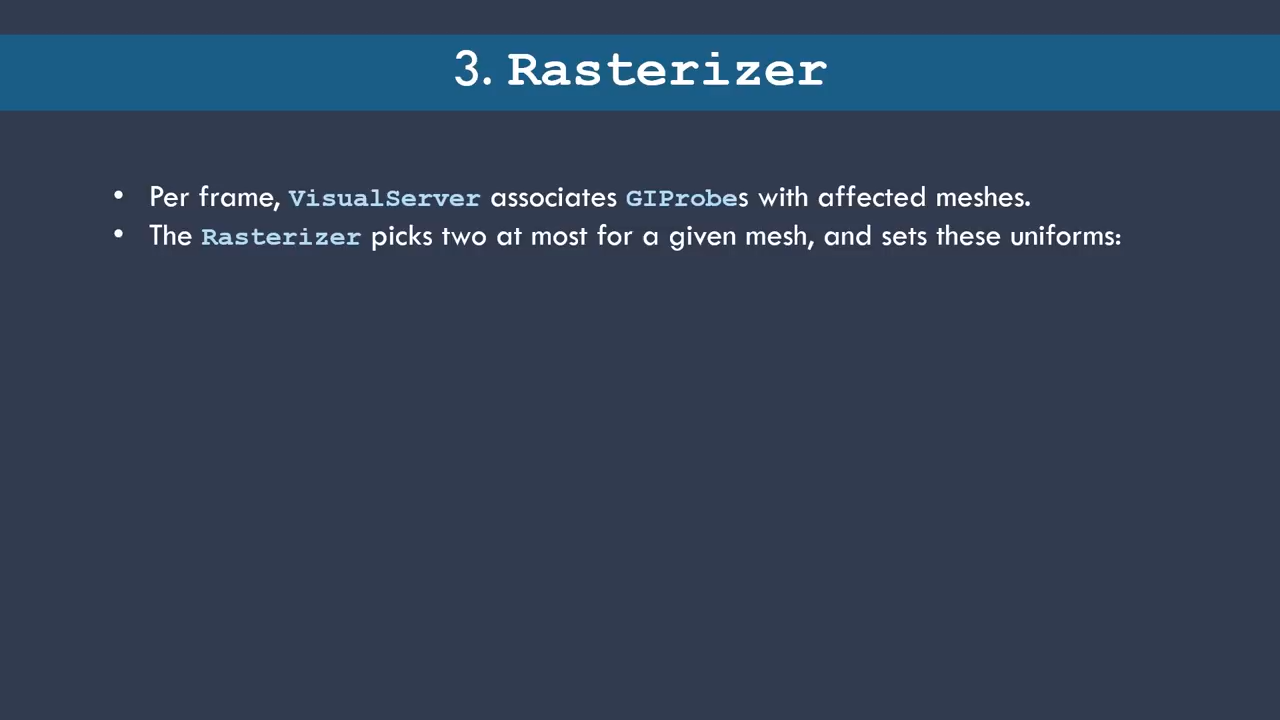 3. Rasterizer
• Per frame, VisualServer associates GIProbes with affected meshes.
• The Rasterizer picks two at most for a given mesh, and sets these uniforms: